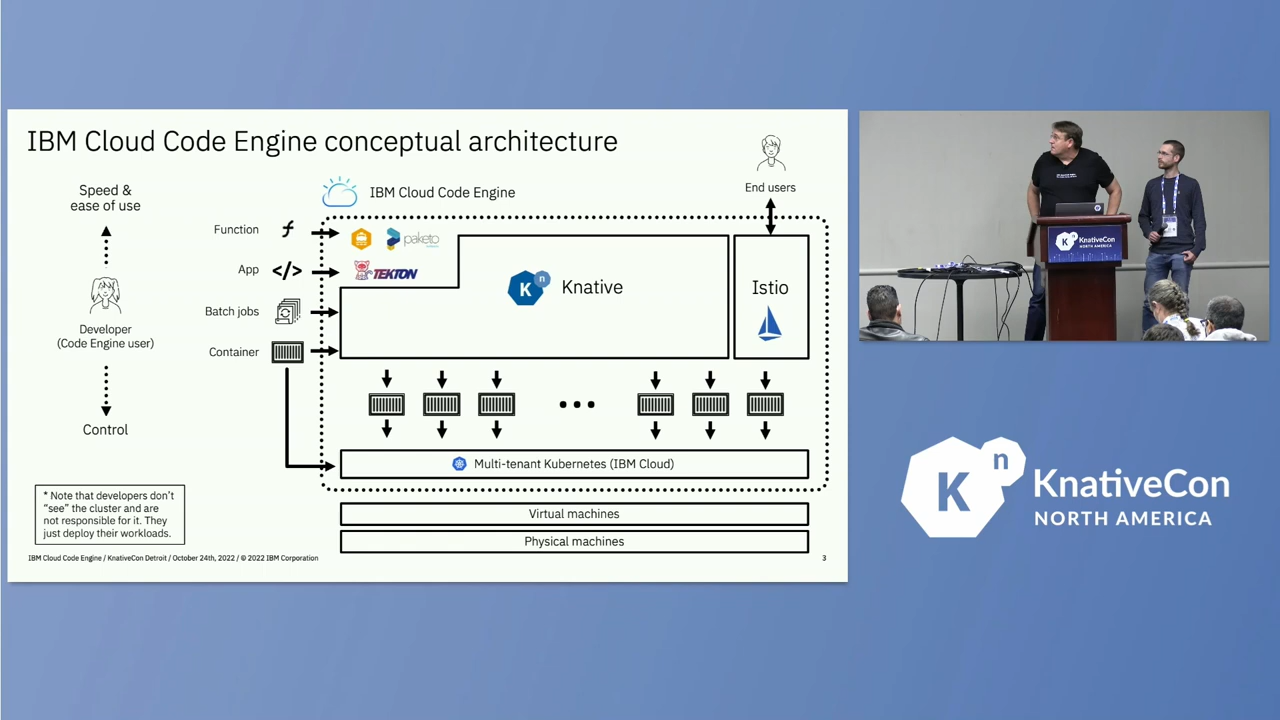 IBM Cloud Code Engine conceptual architecture
Speed &
ease of use
Developer
(Code Engine user)
Control
* Note that developers don't
"see" the cluster and are
not responsible for it. They
just deploy their workloads.
Function
App
Batch jobs
Container
IBM Cloud Code Engine
End users
paketo
TEKTON
n
Knative
Istio
Multi-tenant Kubernetes (IBM Cloud)
Virtual machines
Physical machines
IBM Cloud Code Engine / KnativeCon Detroit / October 24th, 2022 / © 2022 IBM Corporation
3
K
KnativeCon
NORTH AMERICA
K
n
KnativeCon
NORTH AMERICA